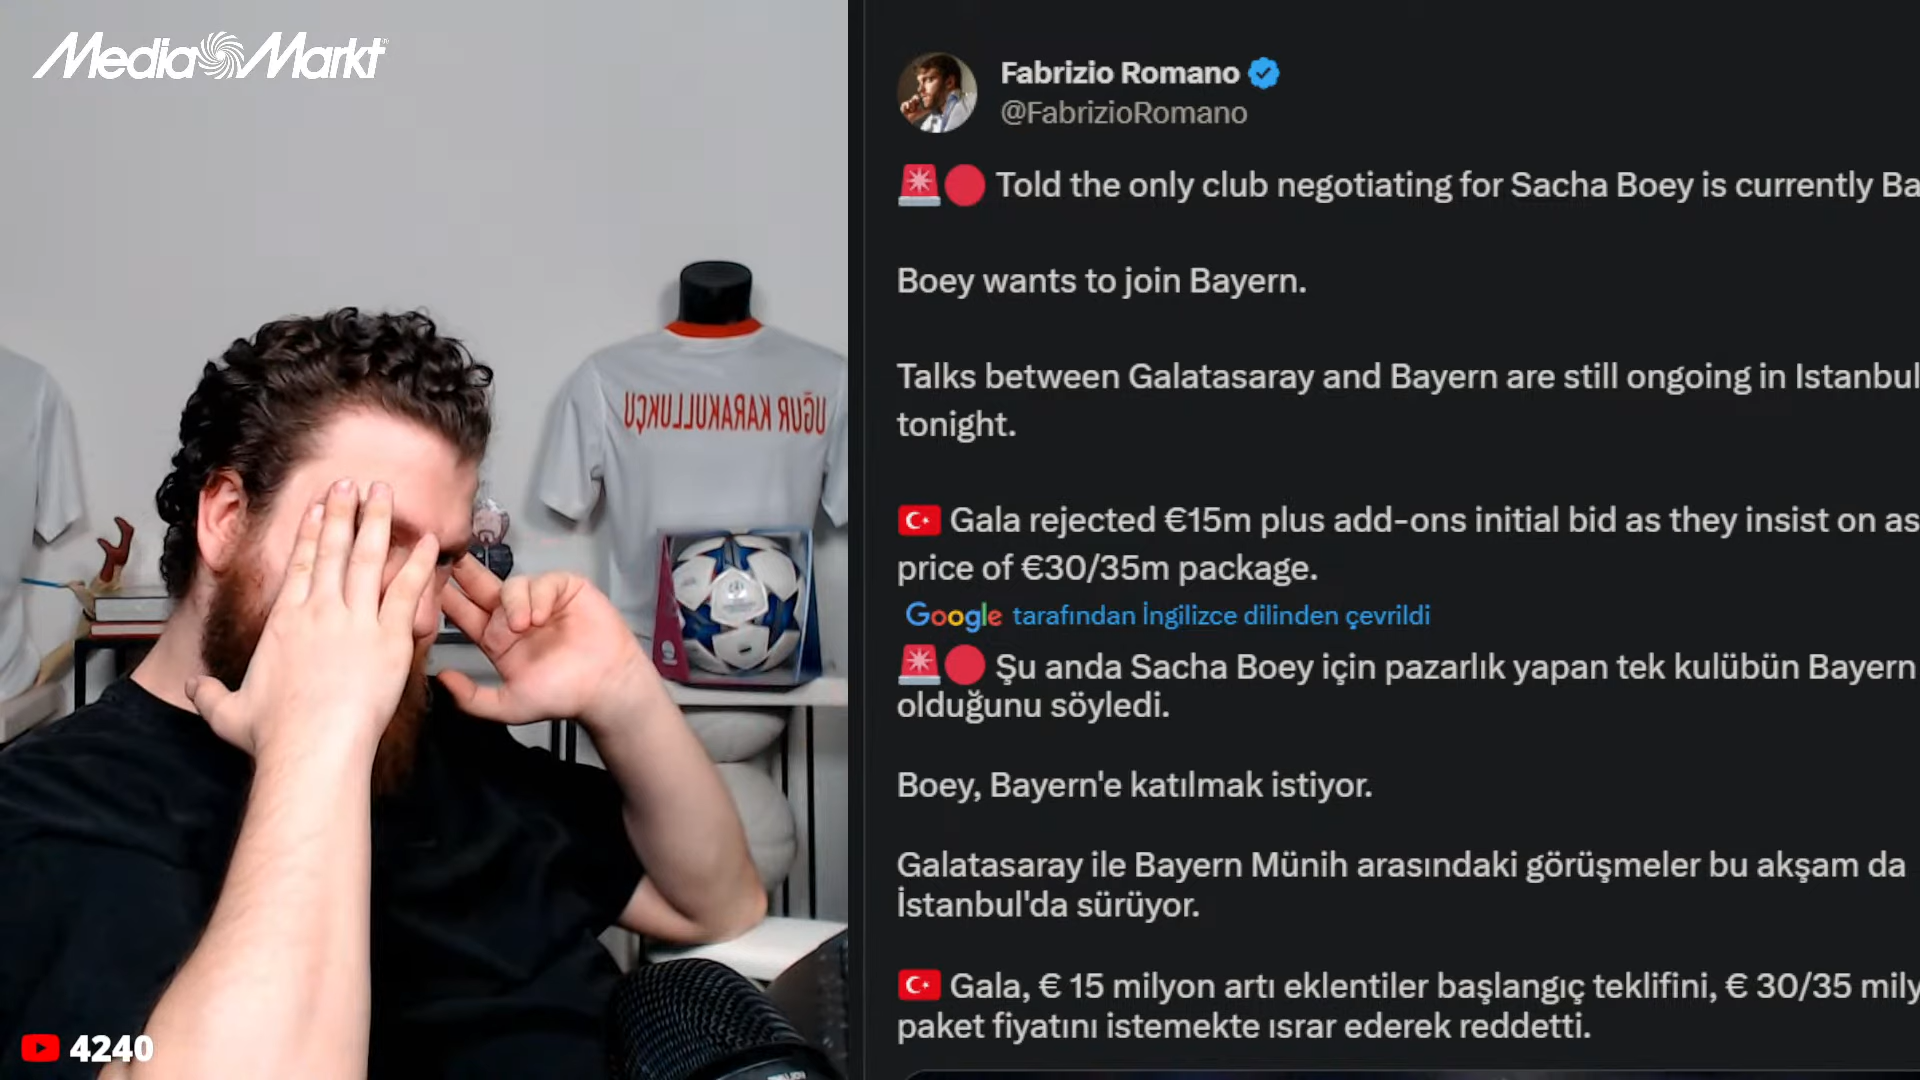 MediaMarkt
UĞUR KARAKULLUKÇU
4240
Fabrizio Romano
@FabrizioRomano
Told the only club negotiating for Sacha Boey is currently Ba
Boey wants to join Bayern.
Talks between Galatasaray and Bayern are still ongoing in Istanbul
tonight.
Gala rejected €15m plus add-ons initial bid as they insist on as
price of €30/35m package.
Google tarafından İngilizce dilinden çevrildi
Şu anda Sacha Boey için pazarlık yapan tek kulübün Bayern
olduğunu söyledi.
Boey, Bayern'e katılmak istiyor.
Galatasaray ile Bayern Münih arasındaki görüşmeler bu akşam da
İstanbul'da sürüyor.
Gala, € 15 milyon artı eklentiler başlangıç teklifini, € 30/35 mily
paket fiyatını istemekte ısrar ederek reddetti.